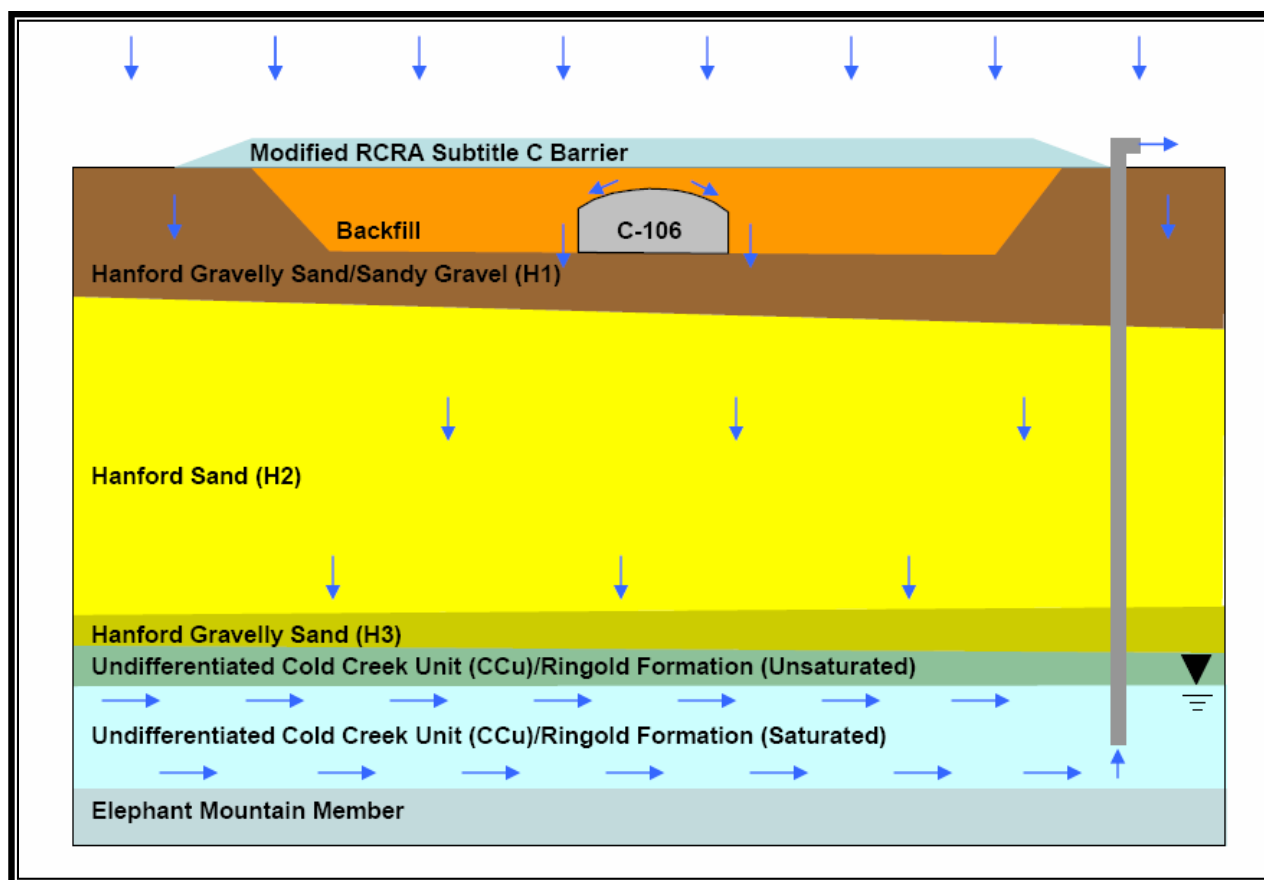 Modified RCRA Subtitle C Barrier
Backfill
C-106
Hanford Gravelly Sand/Sandy Gravel (H1)
Hanford Sand (H2)
Hanford Gravelly Sand (H3)
Undifferentiated Cold Creek Unit (CCu)/Ringold Formation (Unsaturated)
Undifferentiated Cold Creek Unit (CCu)/Ringold Formation (Saturated)
Elephant Mountain Member